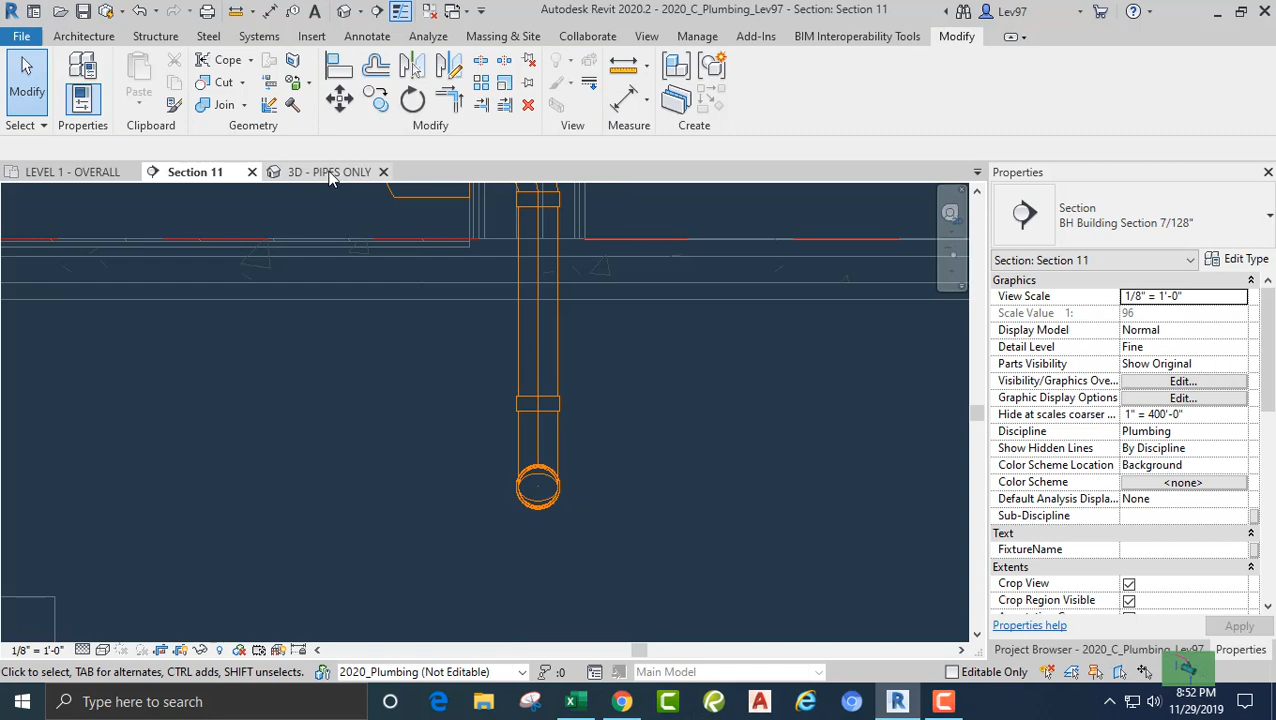 Autodesk Revit 2020.2 - 2020_C_Plumbing_Lev97 - Section: Section 11
Lev97
File Architecture Structure Steel Systems Insert Annotate Analyze Massing & Site Collaborate View Manage Add-Ins BIM Interoperability Tools Modify
Modify Paste Cope Cut Join
Select Properties Clipboard Geometry Modify View Measure Create
LEVEL 1 - OVERALL Section 11 3D - PIPES ONLY
Properties
Section
BH Building Section 7/128"
Section: Section 11 Edit Type
Graphics
View Scale 1/8" = 1'-0"
Scale Value 1: 96
Display Model Normal
Detail Level Fine
Parts Visibility Show Original
Visibility/Graphics Ove... Edit...
Graphic Display Options Edit...
Hide at scales coarser ... 1" = 400'-0"
Discipline Plumbing
Show Hidden Lines By Discipline
Color Scheme Location Background
Color Scheme <none>
Default Analysis Displa... None
Sub-Discipline
Text
FixtureName
Extents
Crop View
Crop Region Visible
Properties help Apply
1/8" = 1'-0" Project Browser - 2020_C_Plumbing_Lev97 Properties
Click to select, TAB for alternates, CTRL adds, SHIFT unselects. 2020_Plumbing (Not Editable) :0 Main Model Editable Only
Type here to search
8:52 PM
11/29/2019